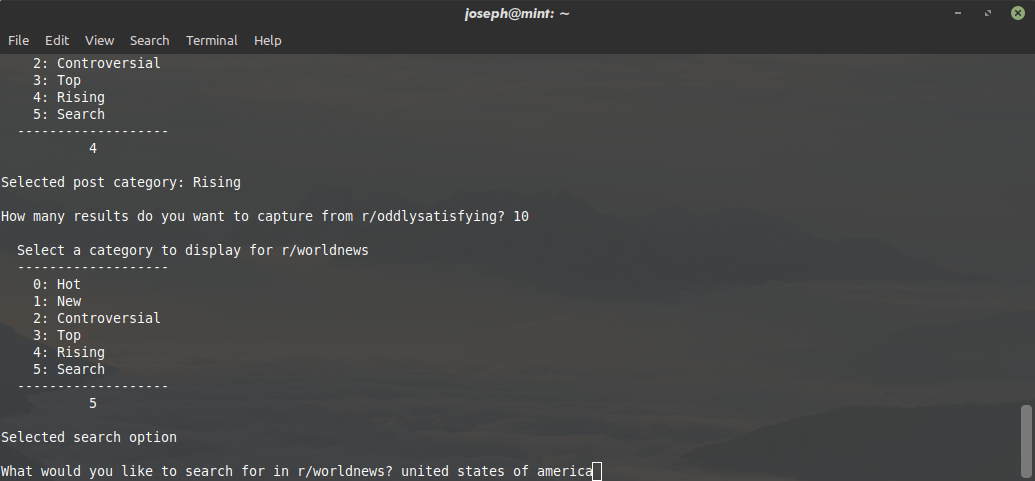 joseph@mint: ~
File Edit View Search Terminal Help
2: Controversial
3: Top
4: Rising
5: Search
-------------------
4
Selected post category: Rising
How many results do you want to capture from r/oddlysatisfying? 10
Select a category to display for r/worldnews
-------------------
0: Hot
1: New
2: Controversial
3: Top
4: Rising
5: Search
-------------------
5
Selected search option
What would you like to search for in r/worldnews? united states of america